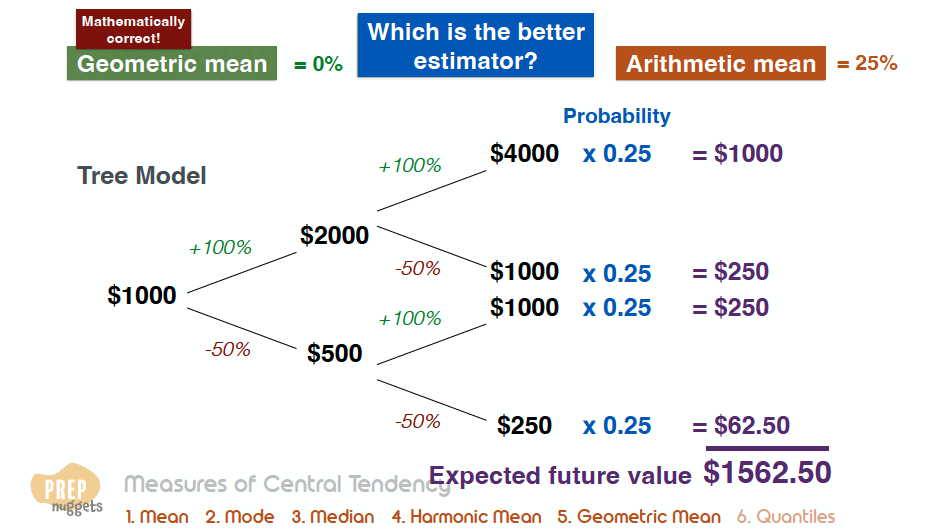 Mathematically
correct!
Geometric mean = 0%
Which is the better
estimator?
Arithmetic mean = 25%
Probability
Tree Model
+100%
$4000 x 0.25 = $1000
+100%
$2000
-50%
$1000 x 0.25 = $250
$1000
+100%
$1000 x 0.25 = $250
-50%
$500
-50%
$250 x 0.25 = $62.50
Expected future value $1562.50
PREP
nuggets
Measures of Central Tendency
1. Mean 2. Mode 3. Median 4. Harmonic Mean 5. Geometric Mean 6. Quantiles